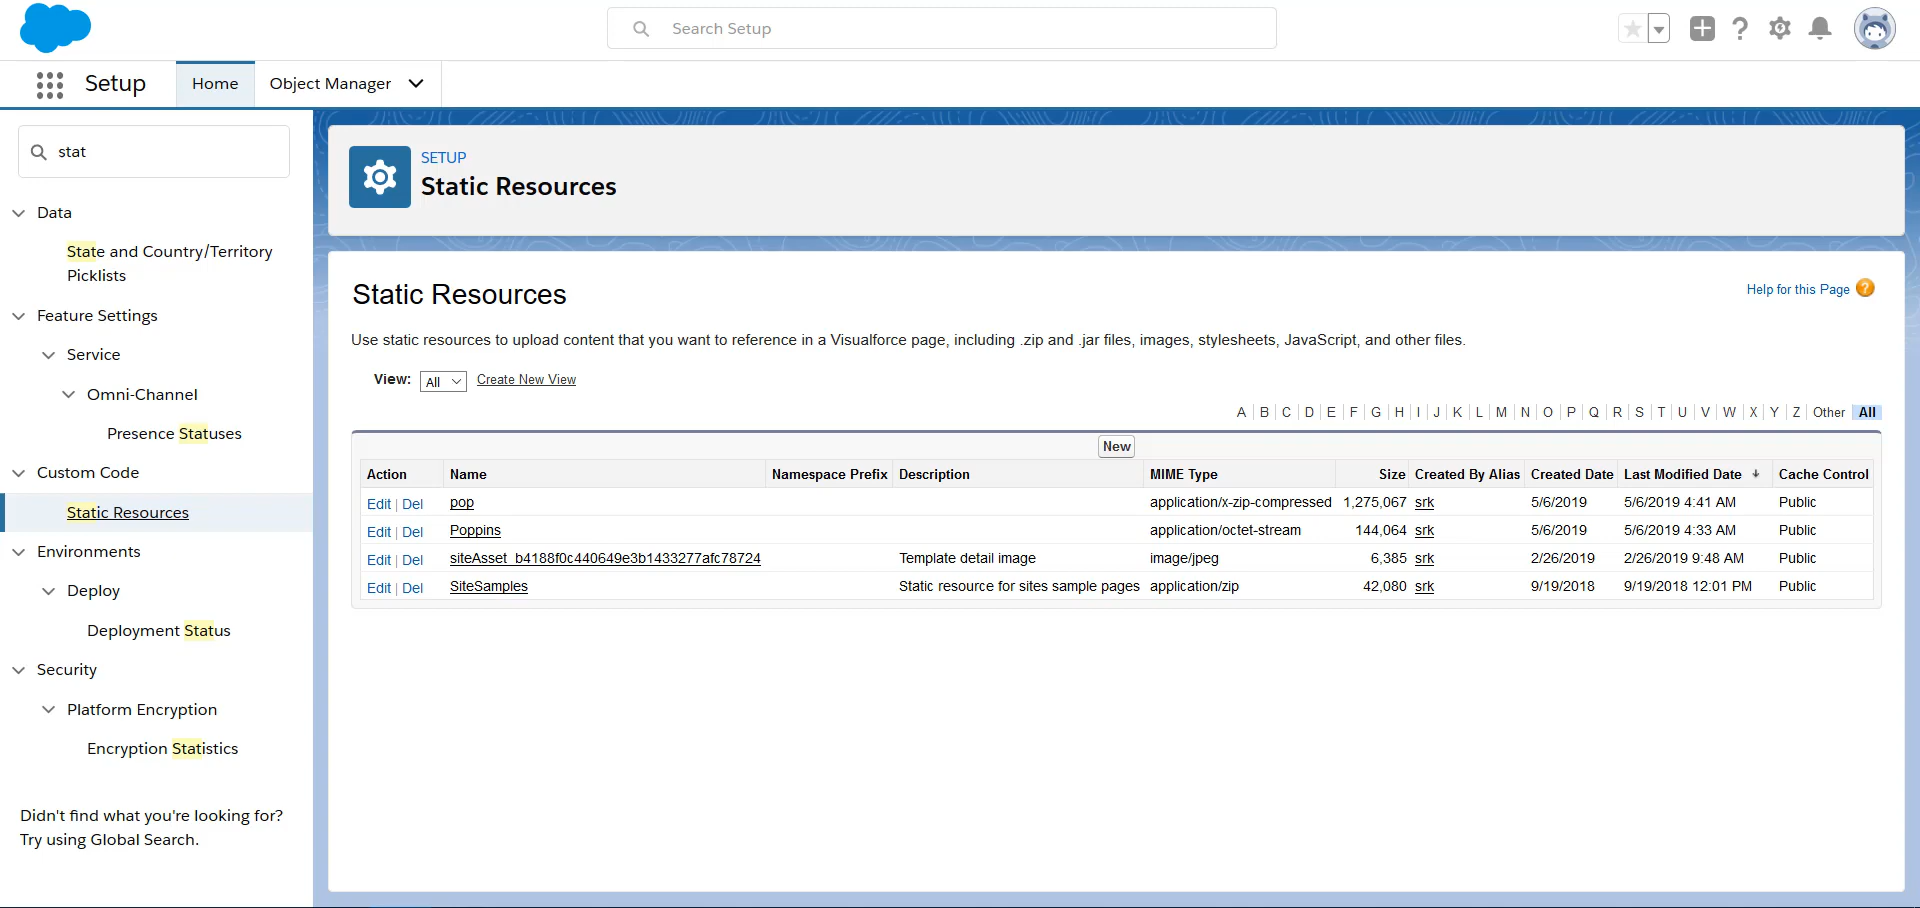 Search Setup
Setup
Home
Object Manager
stat
Data
State and Country/Territory
Picklists
Feature Settings
Service
Omni-Channel
Presence Statuses
Custom Code
Static Resources
Environments
Deploy
Deployment Status
Security
Platform Encryption
Encryption Statistics
Didn't find what you're looking for?
Try using Global Search.
SETUP
Static Resources
Static Resources
Help for this Page ?
Use static resources to upload content that you want to reference in a Visualforce page, including .zip and .jar files, images, stylesheets, JavaScript, and other files.
View: All Create New View
A | B | C | D | E | F | G | H | I | J | K | L | M | N | O | P | Q | R | S | T | U | V | W | X | Y | Z | Other | All
New
Action Name Namespace Prefix Description MIME Type Size Created By Alias Created Date Last Modified Date ↓ Cache Control
Edit | Del pop application/x-zip-compressed 1,275,067 srk 5/6/2019 5/6/2019 4:41 AM Public
Edit | Del Poppins application/octet-stream 144,064 srk 5/6/2019 5/6/2019 4:33 AM Public
Edit | Del siteAsset_b4188f0c440649e3b1433277afc78724 Template detail image image/jpeg 6,385 srk 2/26/2019 2/26/2019 9:48 AM Public
Edit | Del SiteSamples Static resource for sites sample pages application/zip 42,080 srk 9/19/2018 9/19/2018 12:01 PM Public